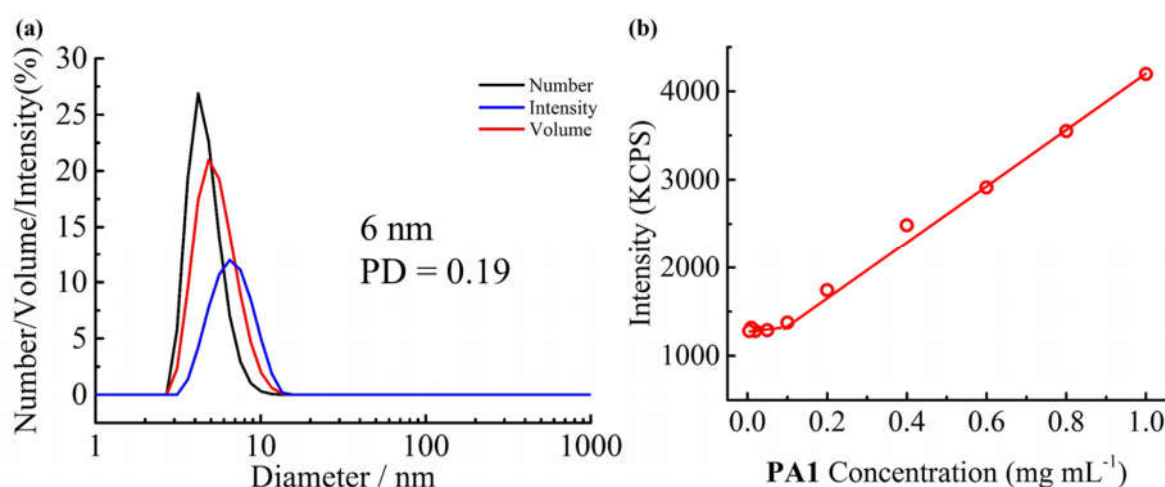 (a)
Number/Volume/Intensity(%)
30
25
20
15
10
5
0
Number
Intensity
Volume
6 nm
PD = 0.19
1
10
100
1000
Diameter / nm
(b)
Intensity (KCPS)
4000
3000
2000
1000
0.0
0.2
0.4
0.6
0.8
1.0
PA1 Concentration (mg mL⁻¹)